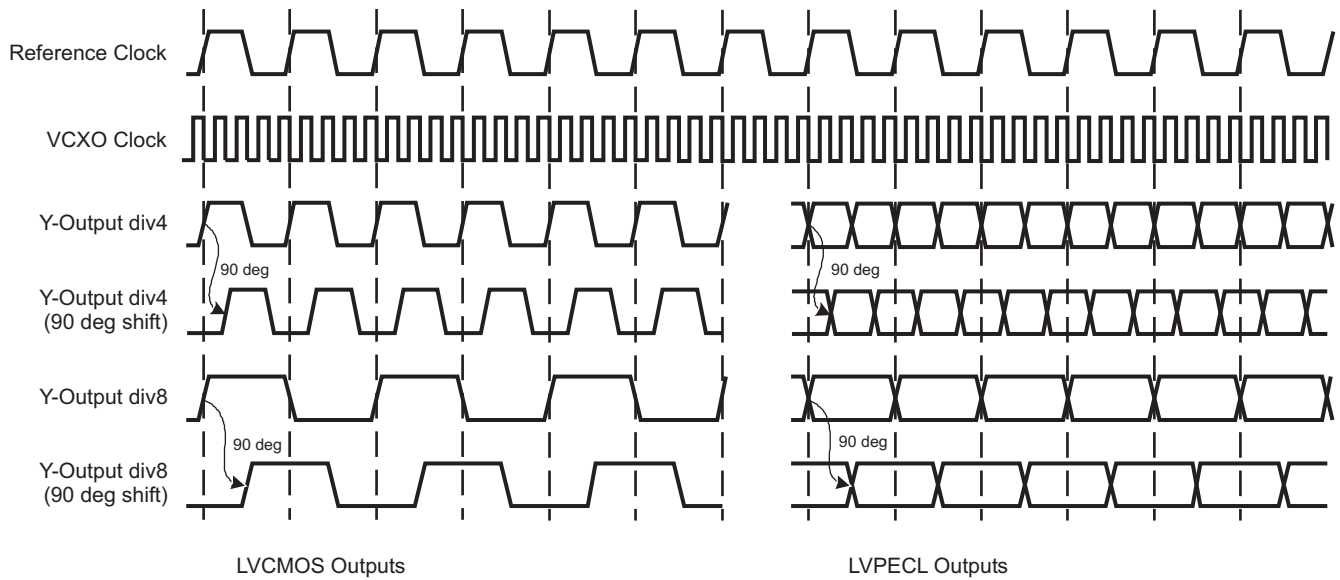 Reference Clock
VCXO Clock
Y-Output div4
90 deg
90 deg
Y-Output div4
(90 deg shift)
Y-Output div8
90 deg
90 deg
Y-Output div8
(90 deg shift)
LVCMOS Outputs
LVPECL Outputs